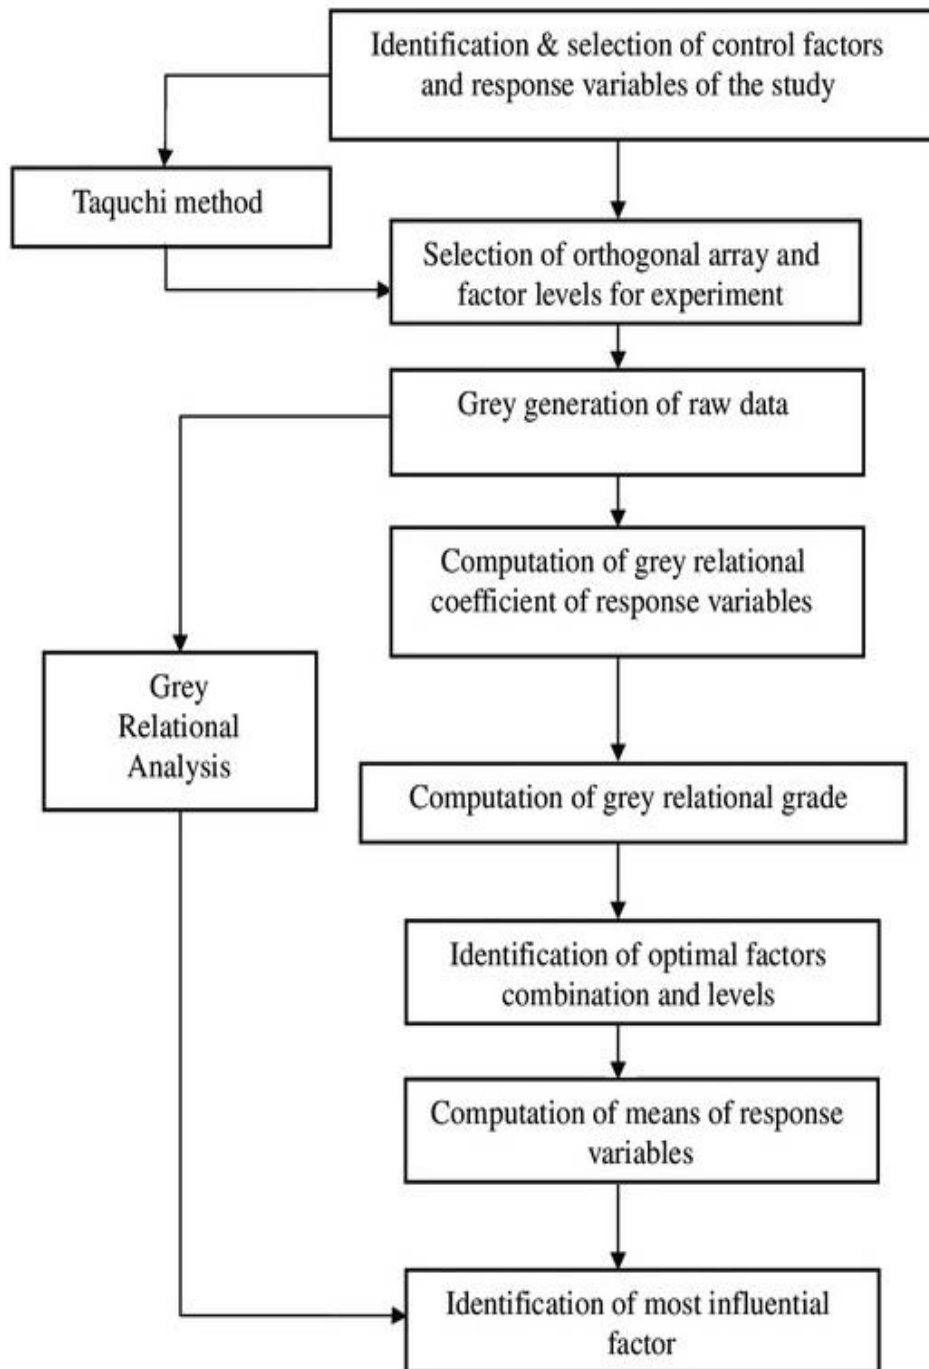 Identification & selection of control factors
and response variables of the study
Taquchi method
Selection of orthogonal array and
factor levels for experiment
Grey generation of raw data
Computation of grey relational
coefficient of response variables
Grey
Relational
Analysis
Computation of grey relational grade
Identification of optimal factors
combination and levels
Computation of means of response
variables
Identification of most influential
factor